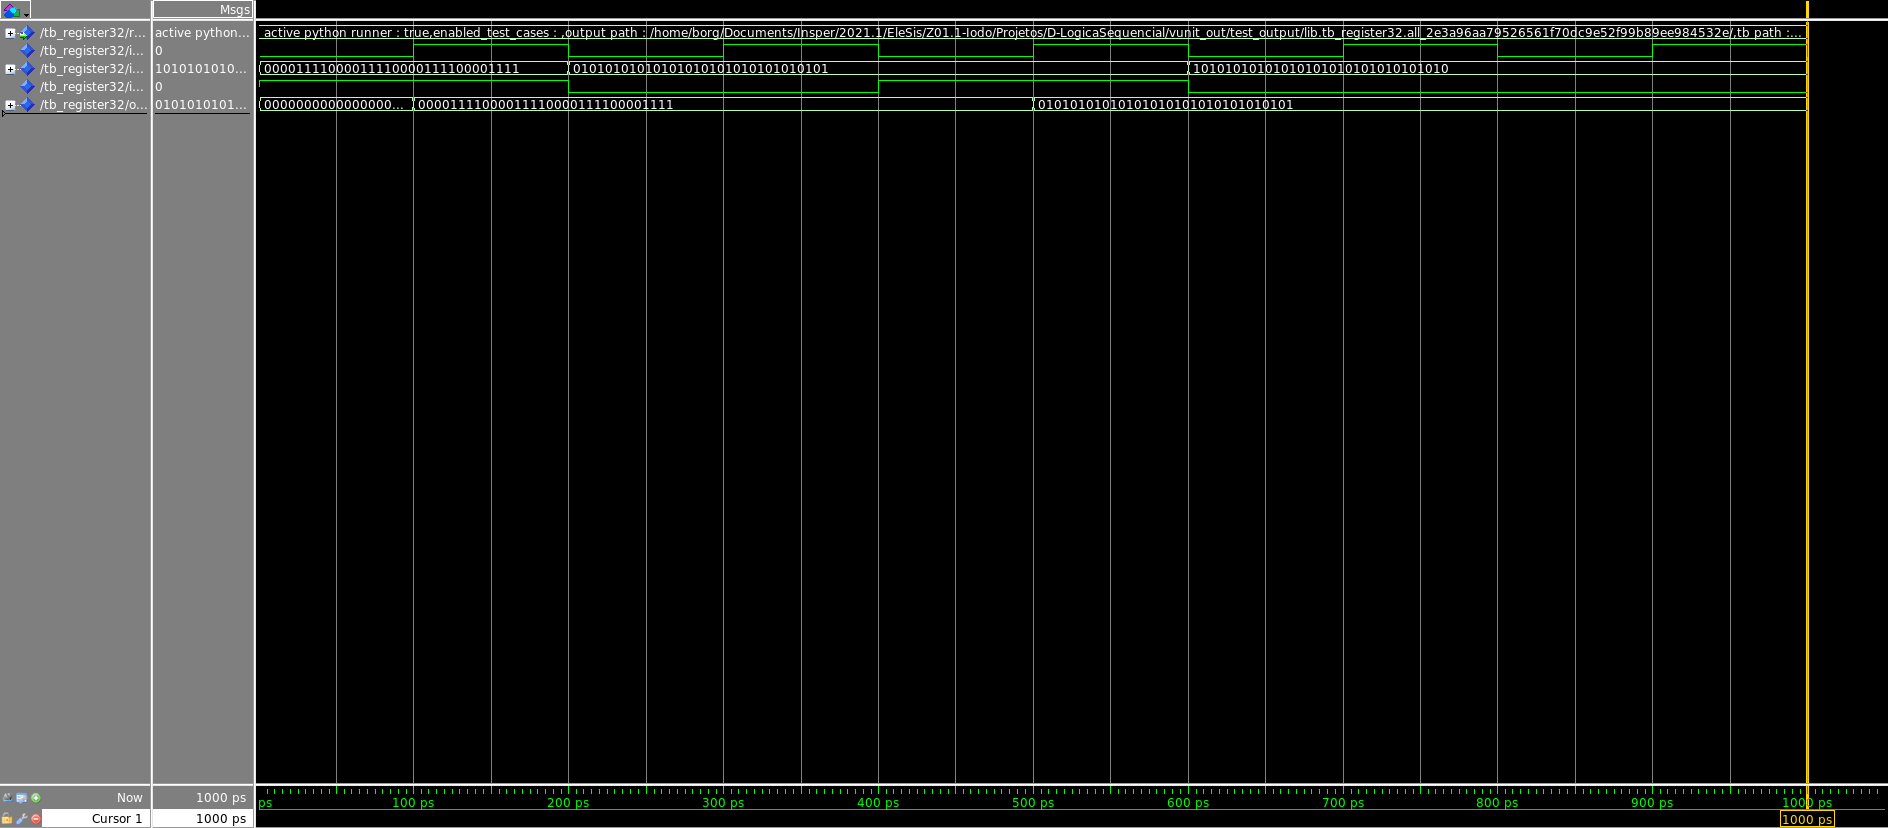 Msgs
/tb_register32/r... active python... active python runner : true,enabled_test_cases : ,output path : /home/borg/Documents/Insper/2021.1/EleSis/Z01.1-Iodo/Projetos/D-LogicaSequencial/vunit_out/test_output/lib.tb_register32.all_2e3a96aa79526561f70dc9e52f99b89ee984532e/,tb path :...
/tb_register32/i... 0
/tb_register32/i... 1010101010... 00001111000011110000111100001111 01010101010101010101010101010101 10101010101010101010101010101010
/tb_register32/i... 0
/tb_register32/o... 0101010101... 0000000000000000... 00001111000011110000111100001111 01010101010101010101010101010101
Now 1000 ps ps 100 ps 200 ps 300 ps 400 ps 500 ps 600 ps 700 ps 800 ps 900 ps 1000 ps
Cursor 1 1000 ps 1000 ps